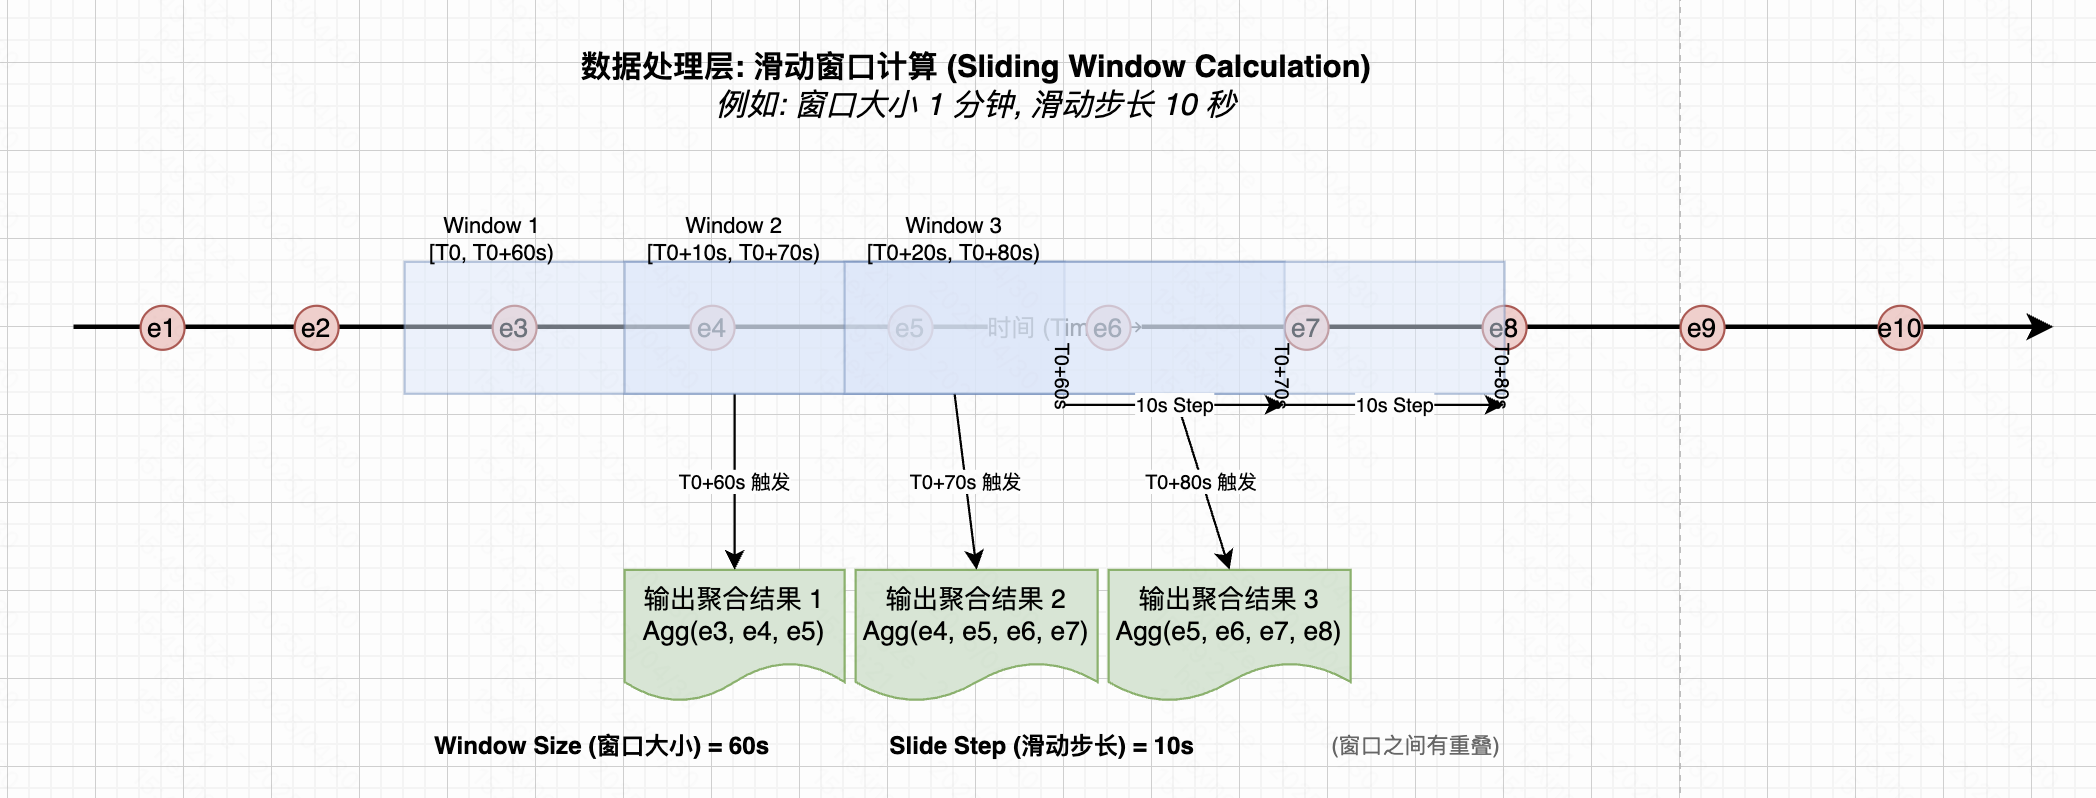 数据处理层: 滑动窗口计算 (Sliding Window Calculation)
例如: 窗口大小 1 分钟, 滑动步长 10 秒
Window 1
[T0, T0+60s)
Window 2
[T0+10s, T0+70s)
Window 3
[T0+20s, T0+80s)
e1
e2
e3
e4
e5
时间 (Tim
e6
e7
e8
e9
e10
T0+60s
T0+70s
T0+80s
10s Step
10s Step
T0+60s 触发
T0+70s 触发
T0+80s 触发
输出聚合结果 1
Agg(e3, e4, e5)
输出聚合结果 2
Agg(e4, e5, e6, e7)
输出聚合结果 3
Agg(e5, e6, e7, e8)
Window Size (窗口大小) = 60s
Slide Step (滑动步长) = 10s
(窗口之间有重叠)